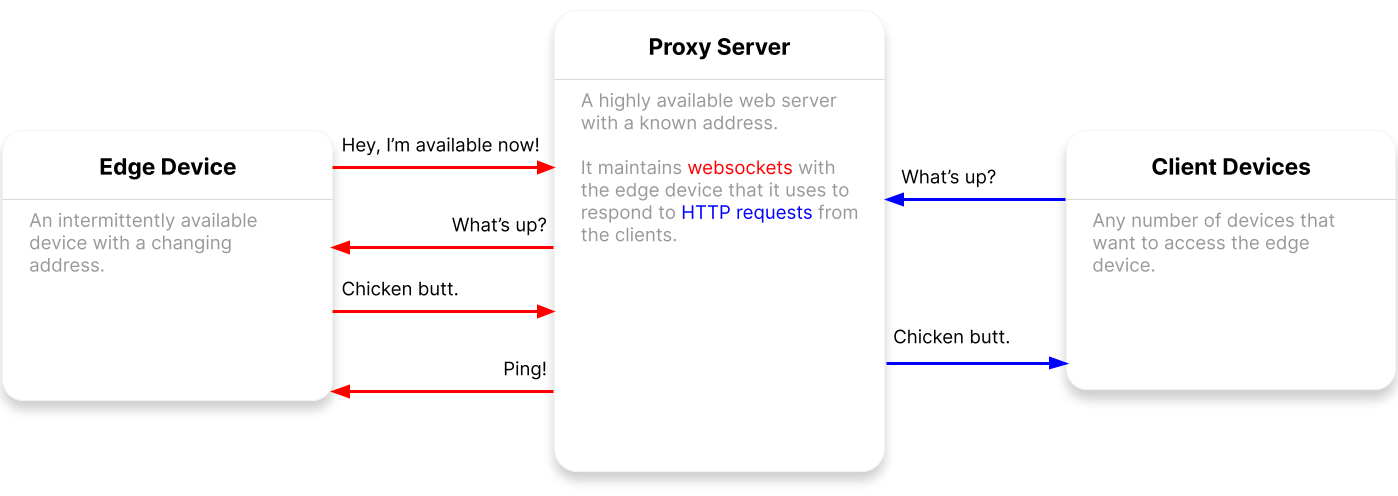 Edge Device
An intermittently available
device with a changing
address.
Hey, I’m available now!
What’s up?
Chicken butt.
Ping!
Proxy Server
A highly available web server
with a known address.
It maintains websockets with
the edge device that it uses to
respond to HTTP requests from
the clients.
What’s up?
Chicken butt.
Client Devices
Any number of devices that
want to access the edge
device.